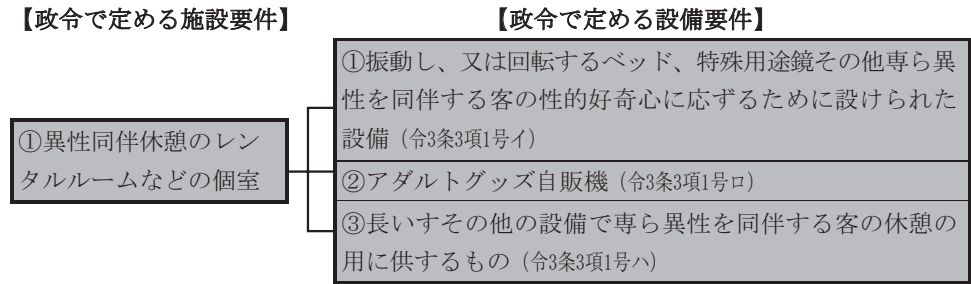 【政令で定める施設要件】
【政令で定める設備要件】
①異性同伴休憩のレン
タルルームなどの個室
①振動し、又は回転するベッド、特殊用途鏡その他専ら異
性を同伴する客の性的好奇心に応ずるために設けられた
設備（令3条3項1号イ）
②アダルトグッズ自販機（令3条3項1号ロ）
③長いすその他の設備で専ら異性を同伴する客の休憩の
用に供するもの（令3条3項1号ハ）